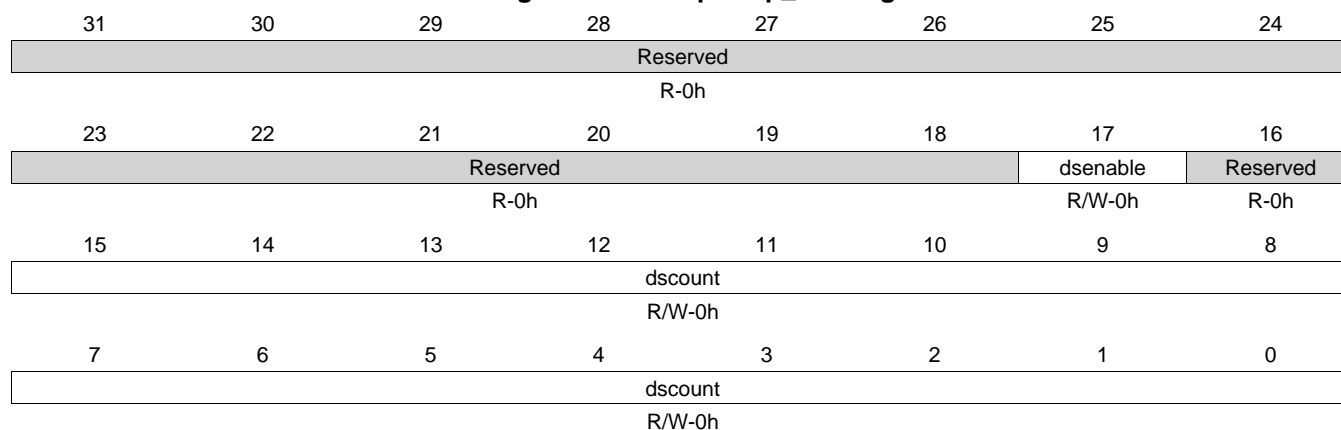 31 30 29 28 27 26 25 24
Reserved
R-0h
23 22 21 20 19 18 17 16
Reserved dsenable Reserved
R-0h R/W-0h R-0h
15 14 13 12 11 10 9 8
dscount
R/W-0h
7 6 5 4 3 2 1 0
dscount
R/W-0h